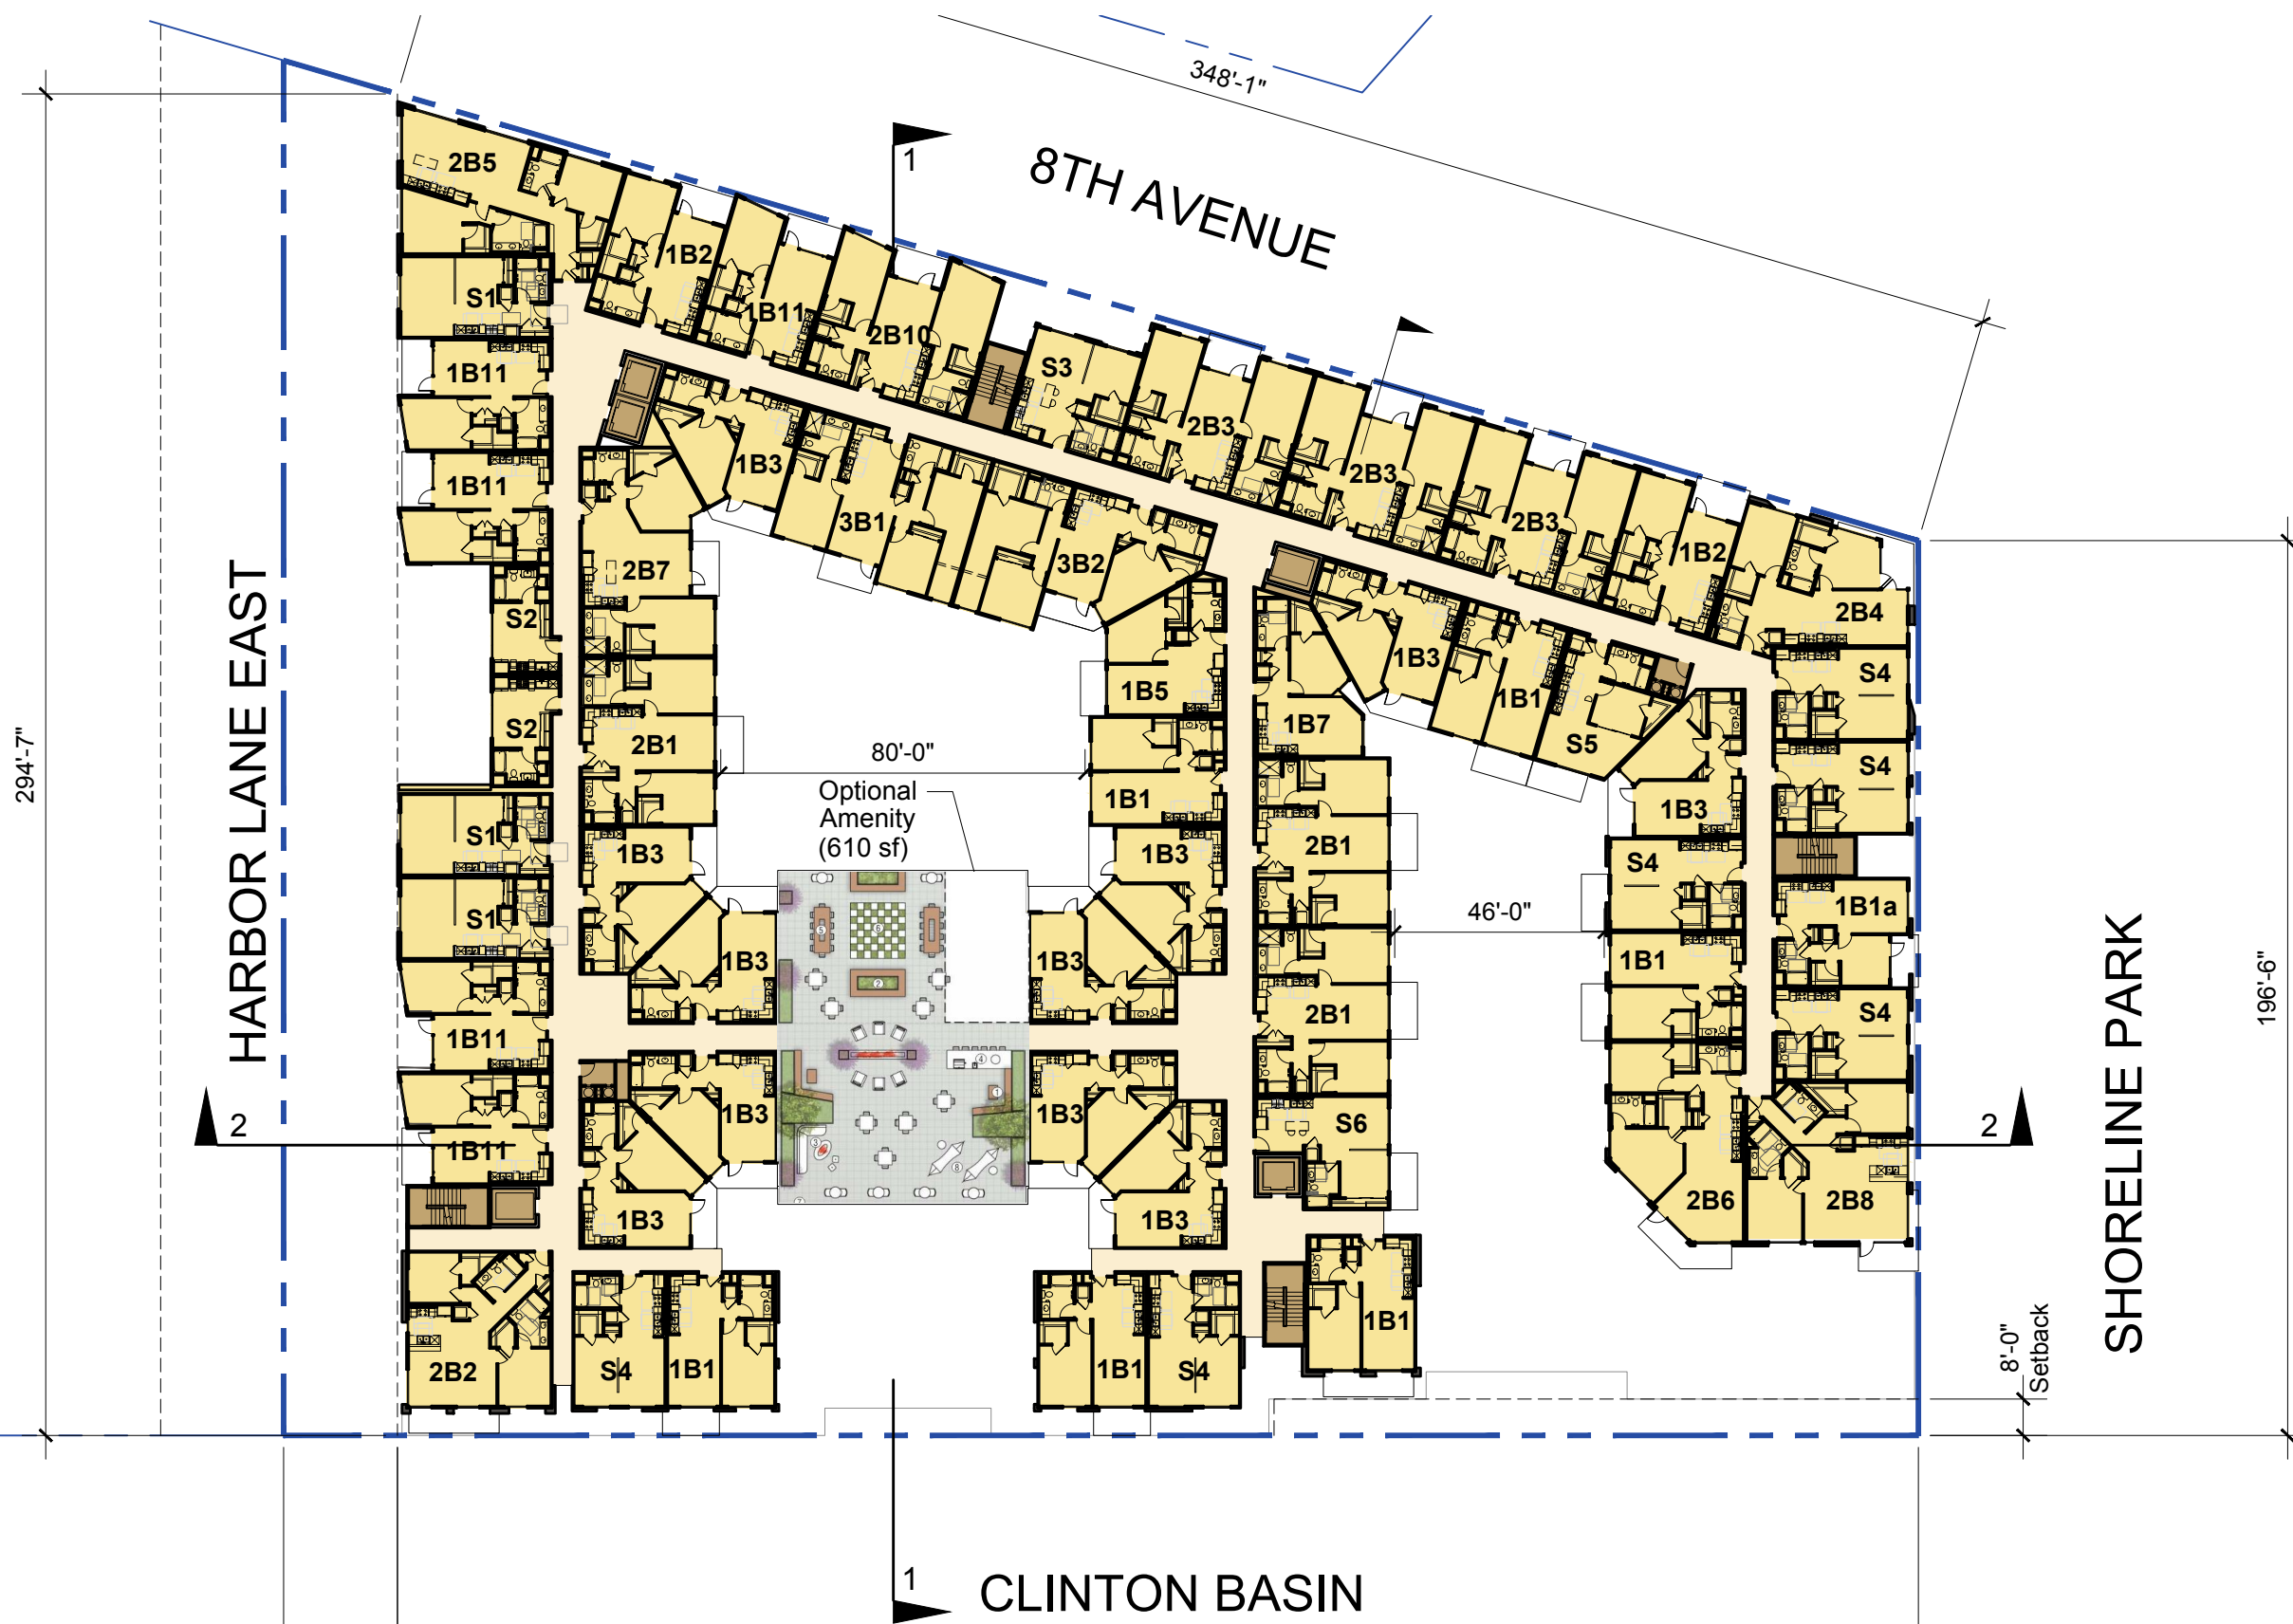 348'-1"
1
8TH AVENUE
2B5
1B2
S1
1B11
2B10
S3
1B11
2B3
1B3
2B3
1B11
3B1
2B3
1B2
3B2
2B7
S2
2B4
1B3
S4
1B5
1B1
S2
2B1
1B7
S5
80'-0"
S4
Optional
Amenity
(610 sf)
1B1
1B3
S1
1B3
1B3
2B1
S4
S1
1B1a
46'-0"
1B3
1B3
1B1
2B1
S4
1B11
1B3
1B3
S6
2
1B11
2
2B6
2B8
1B3
1B3
2B2
S4
1B1
1B1
S4
1B1
HARBOR LANE EAST
294'-7"
SHORELINE PARK
196'-6"
8'-0"
Setback
1
CLINTON BASIN